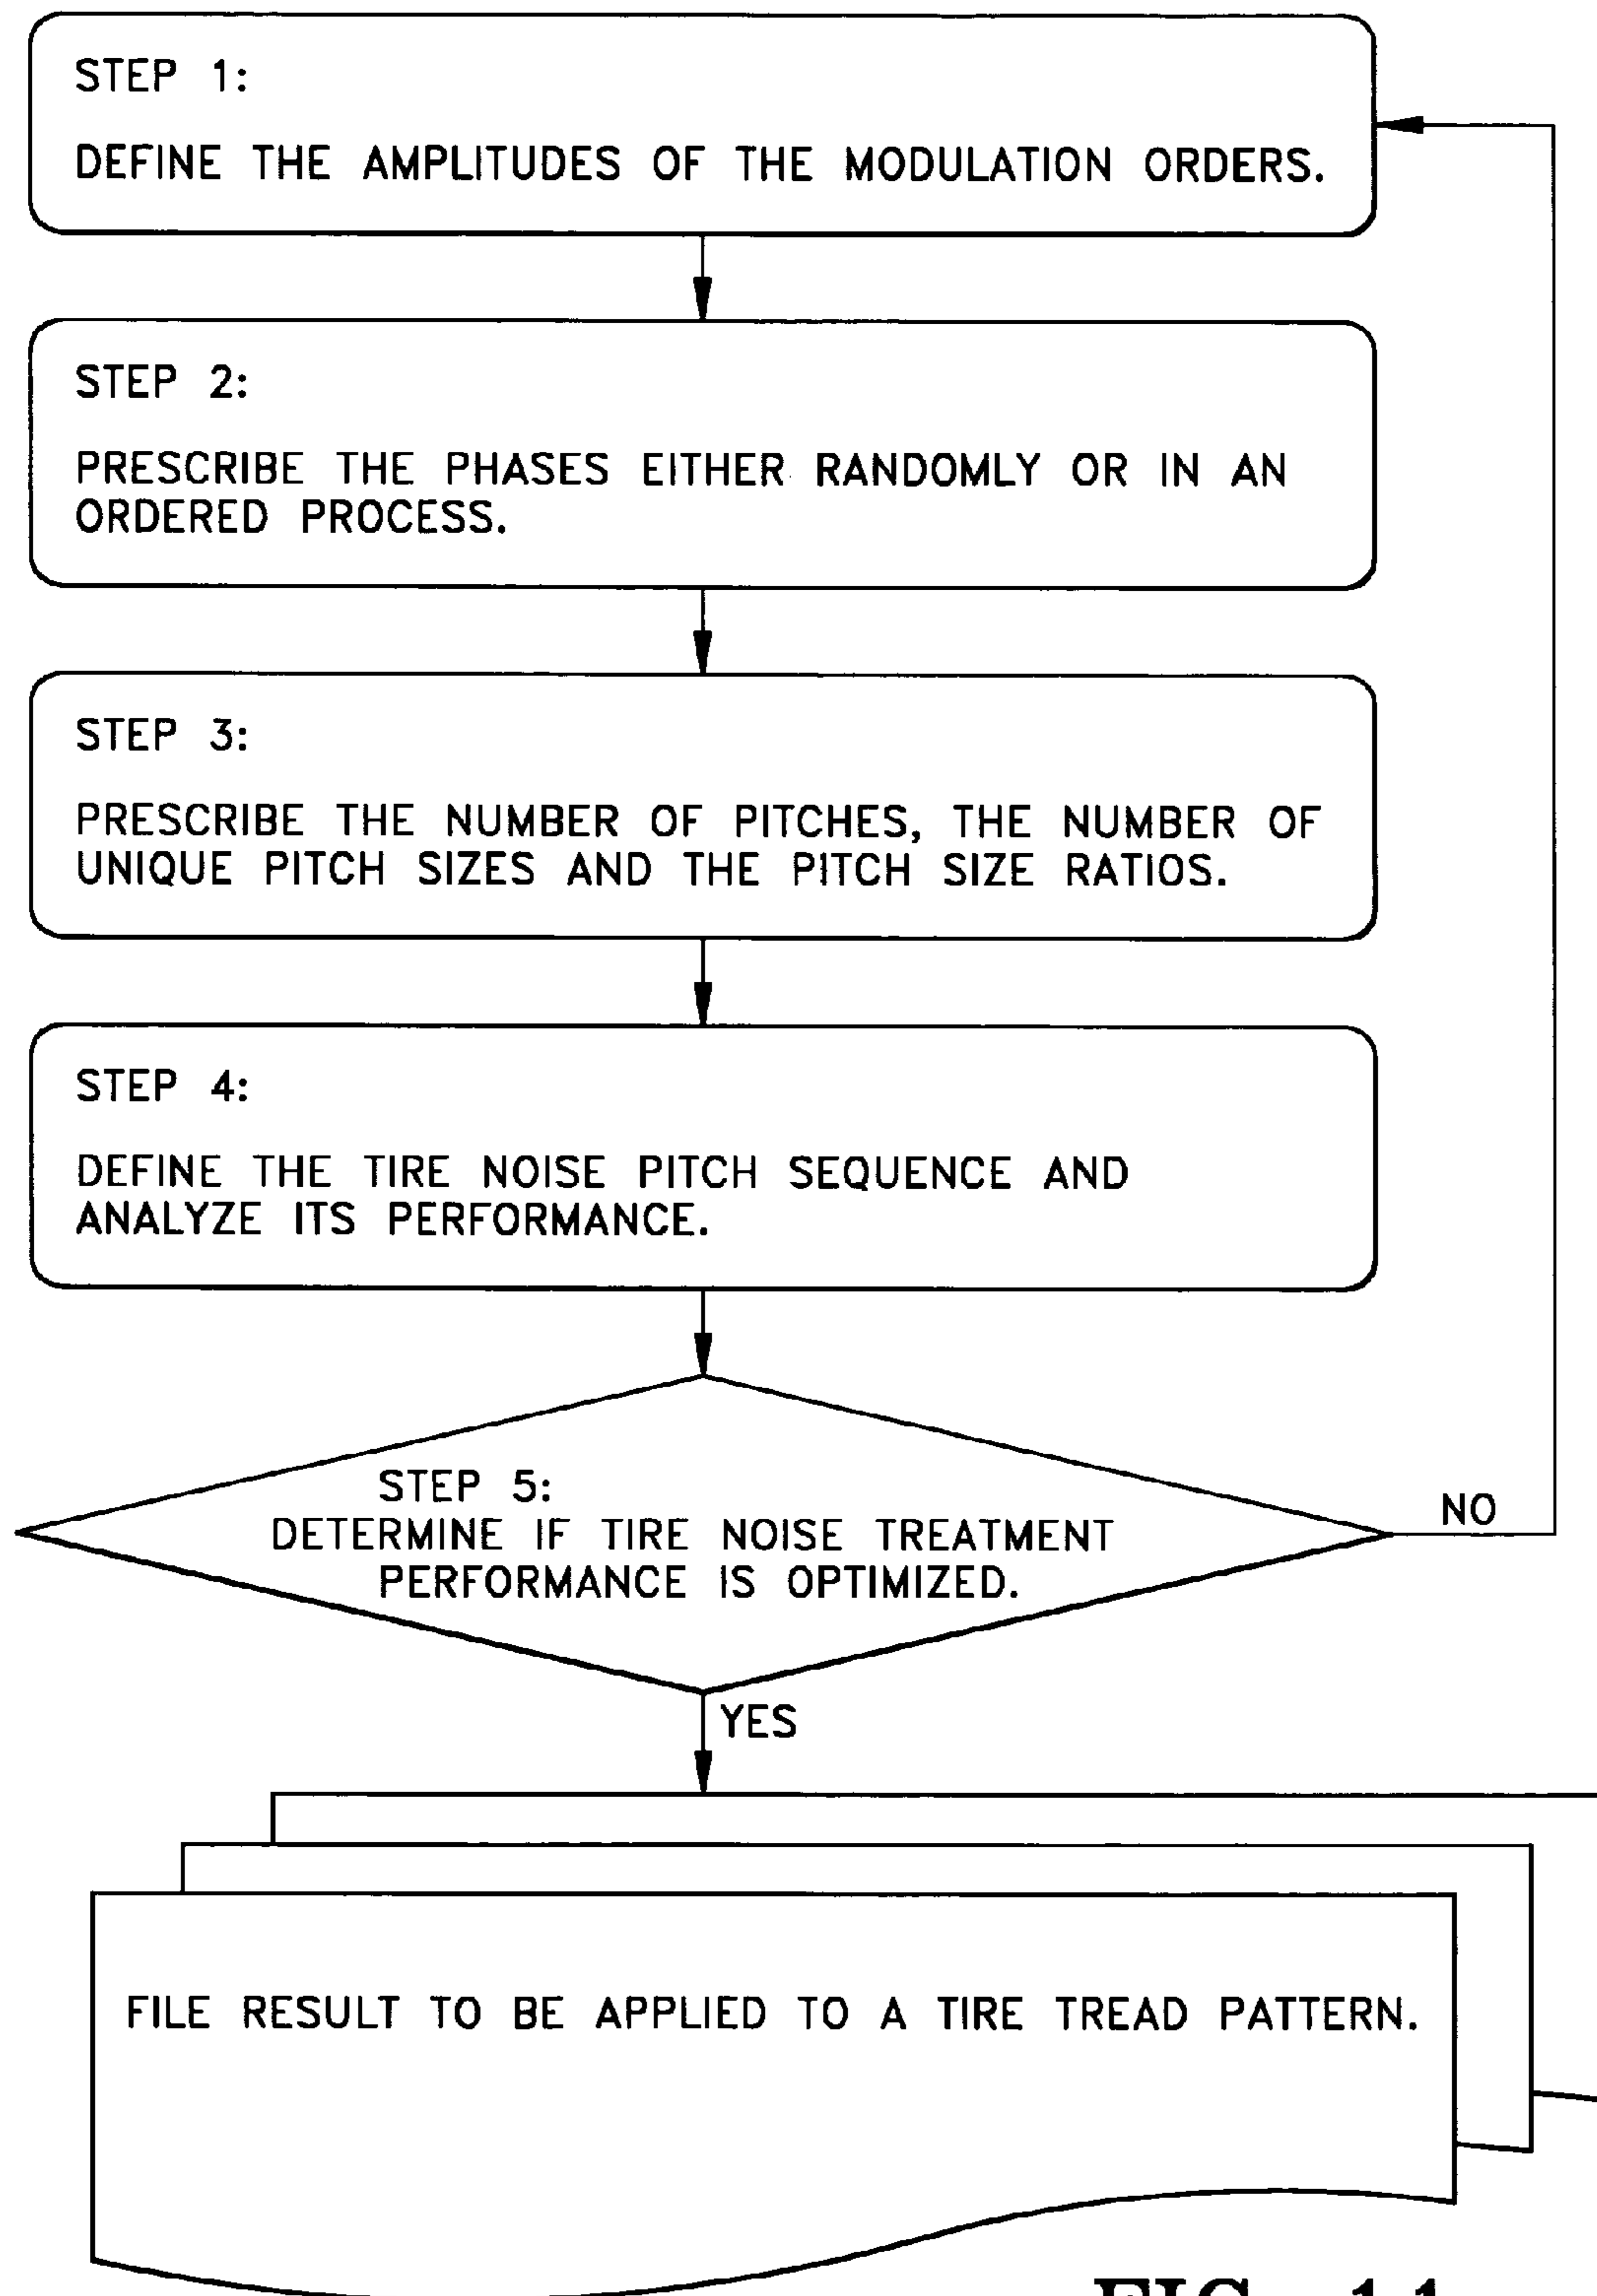 STEP 1:
DEFINE THE AMPLITUDES OF THE MODULATION ORDERS.
STEP 2:
PRESCRIBE THE PHASES EITHER RANDOMLY OR IN AN
ORDERED PROCESS.
STEP 3:
PRESCRIBE THE NUMBER OF PITCHES, THE NUMBER OF
UNIQUE PITCH SIZES AND THE PITCH SIZE RATIOS.
STEP 4:
DEFINE THE TIRE NOISE PITCH SEQUENCE AND
ANALYZE ITS PERFORMANCE.
STEP 5:
DETERMINE IF TIRE NOISE TREATMENT
PERFORMANCE IS OPTIMIZED.
NO
YES
FILE RESULT TO BE APPLIED TO A TIRE TREAD PATTERN.